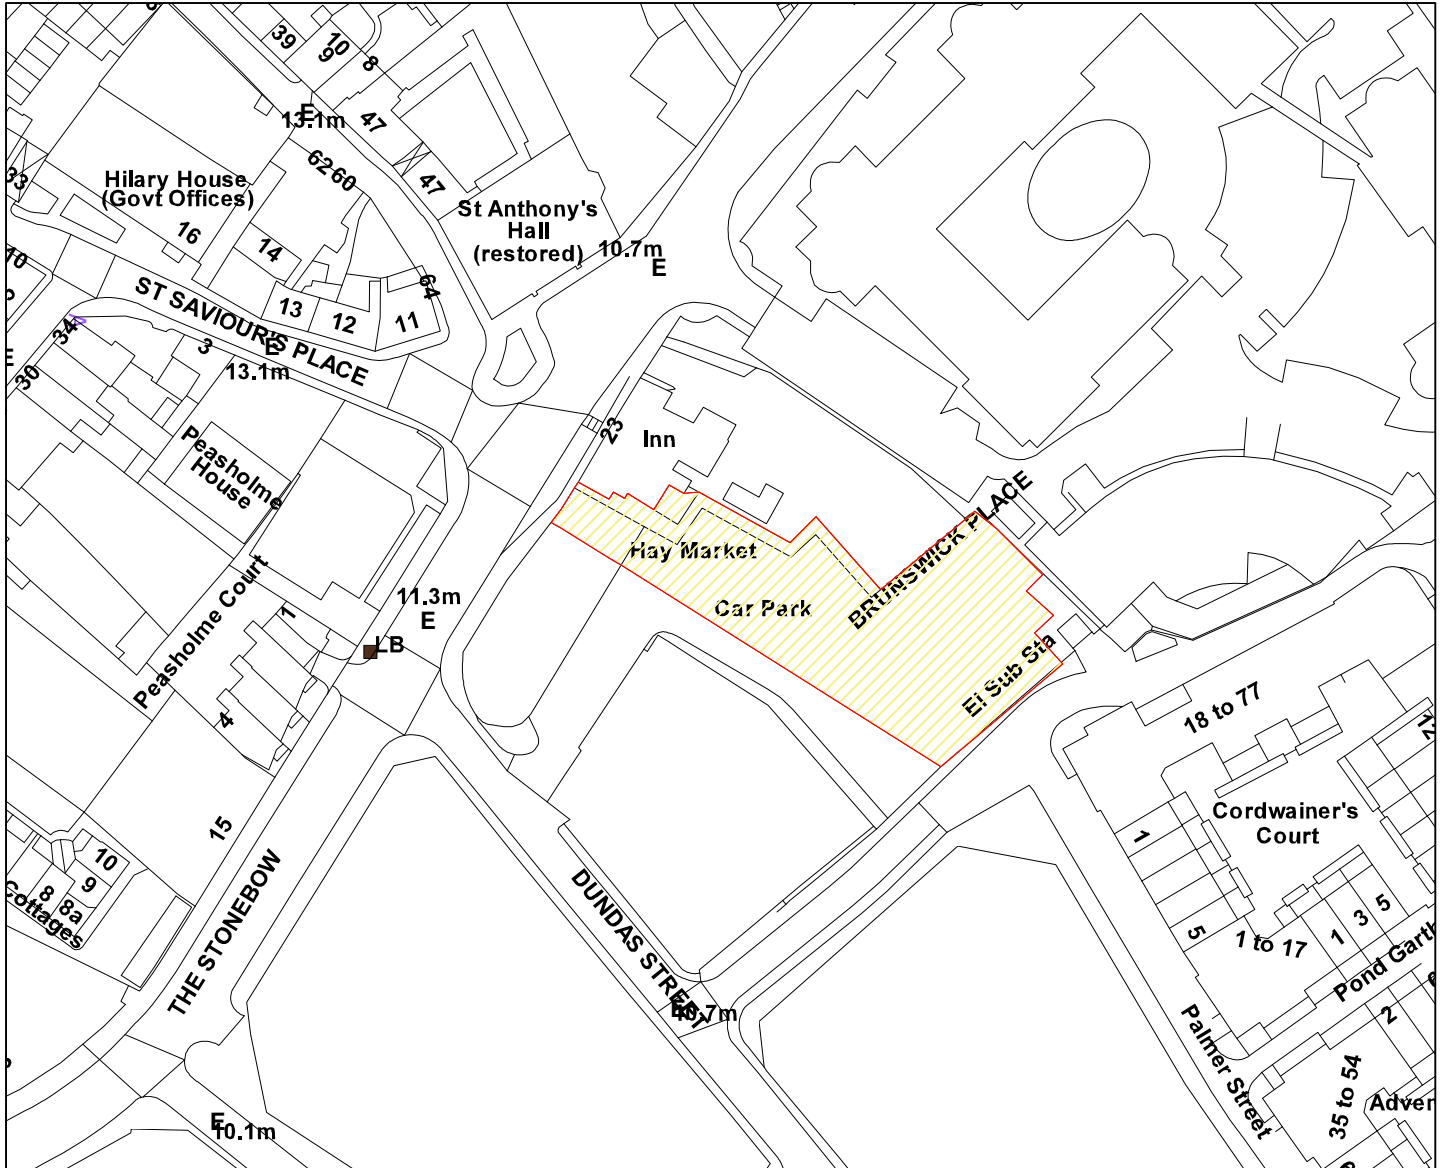 39
10
9
8
E
13.1m
47
62
60
47
33
Hilary House
(Govt Offices)
16
14
St Anthony's
Hall
(restored)
10.7m
E
10
ST SAVIOUR'S PLACE
64
13
12
11
34
3
E
13.1m
E
30
23
Inn
Peasholme
House
Hay Market
BRUNSWICK PLACE
Car Park
11.3m
E
LB
1
Peasholme Court
4
El Sub Sta
18 to 77
12
Cordwainer's
Court
1
15
10
9
8
8a
Cottages
THE STONEBOW
DUNDAS STREET
5
1 to 17
1
3
5
Pond Garth
E
10.7m
2
Palmer Street
35 to 54
Adver
E
10.1m